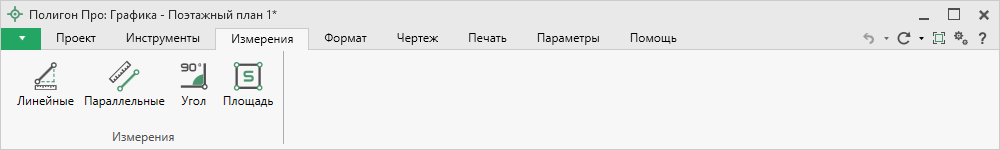 Полигон Про: Графика - Поэтажный план 1*
Проект Инструменты Измерения Формат Чертеж Печать Параметры Помощь
?
90° S
Линейные Параллельные Угол Площадь
Измерения